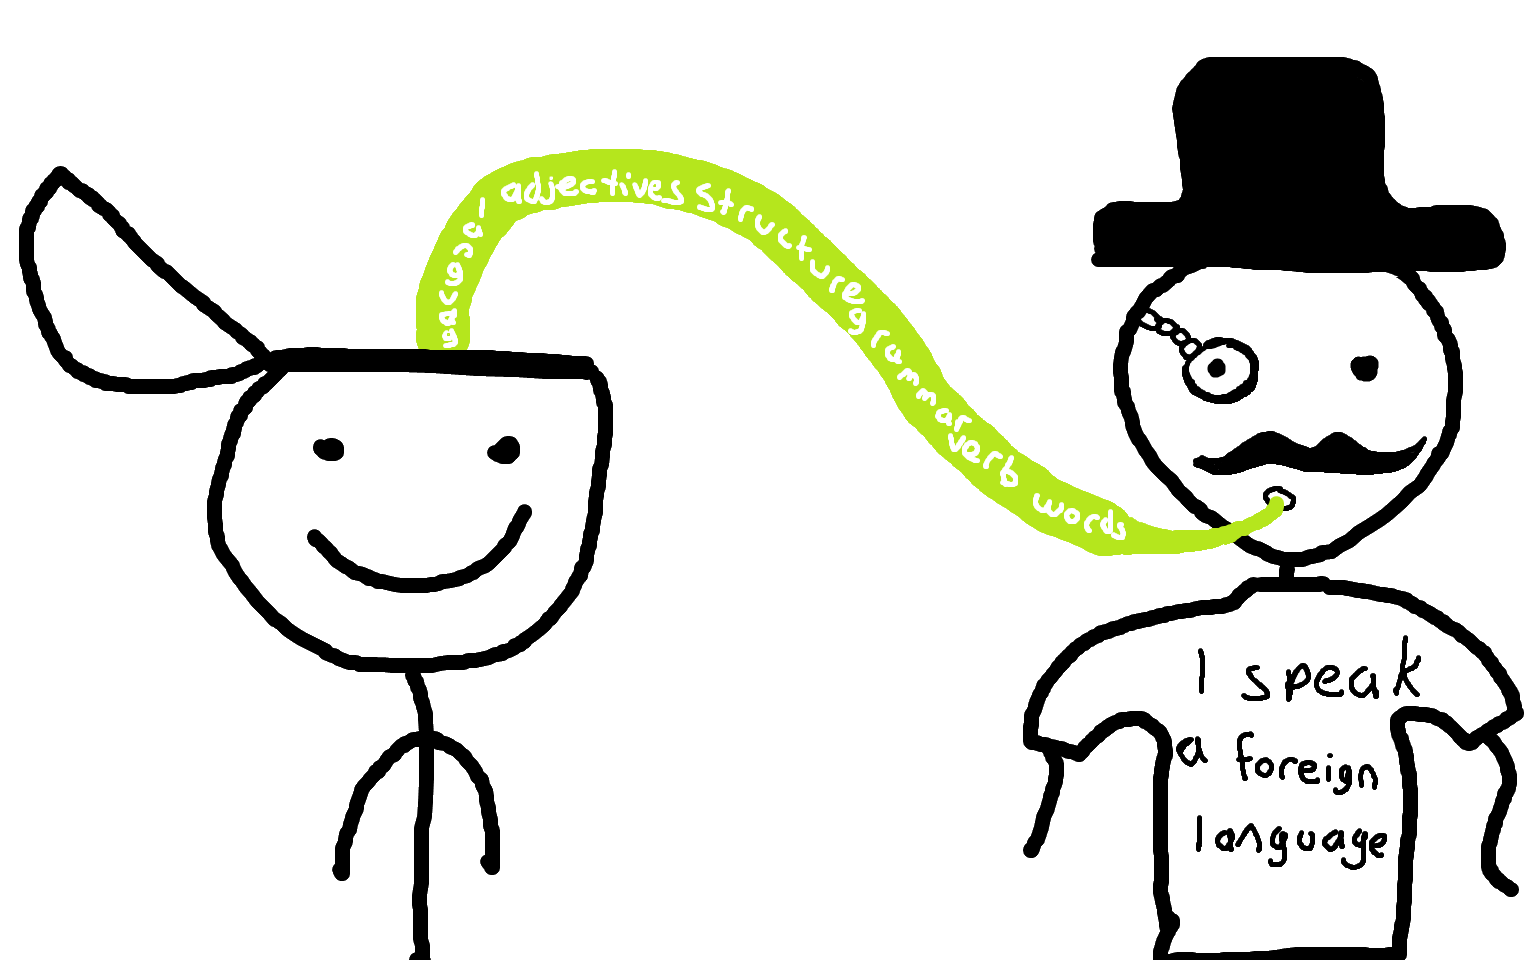 adjectives Structure grammar verb words
I speak
a foreign
language